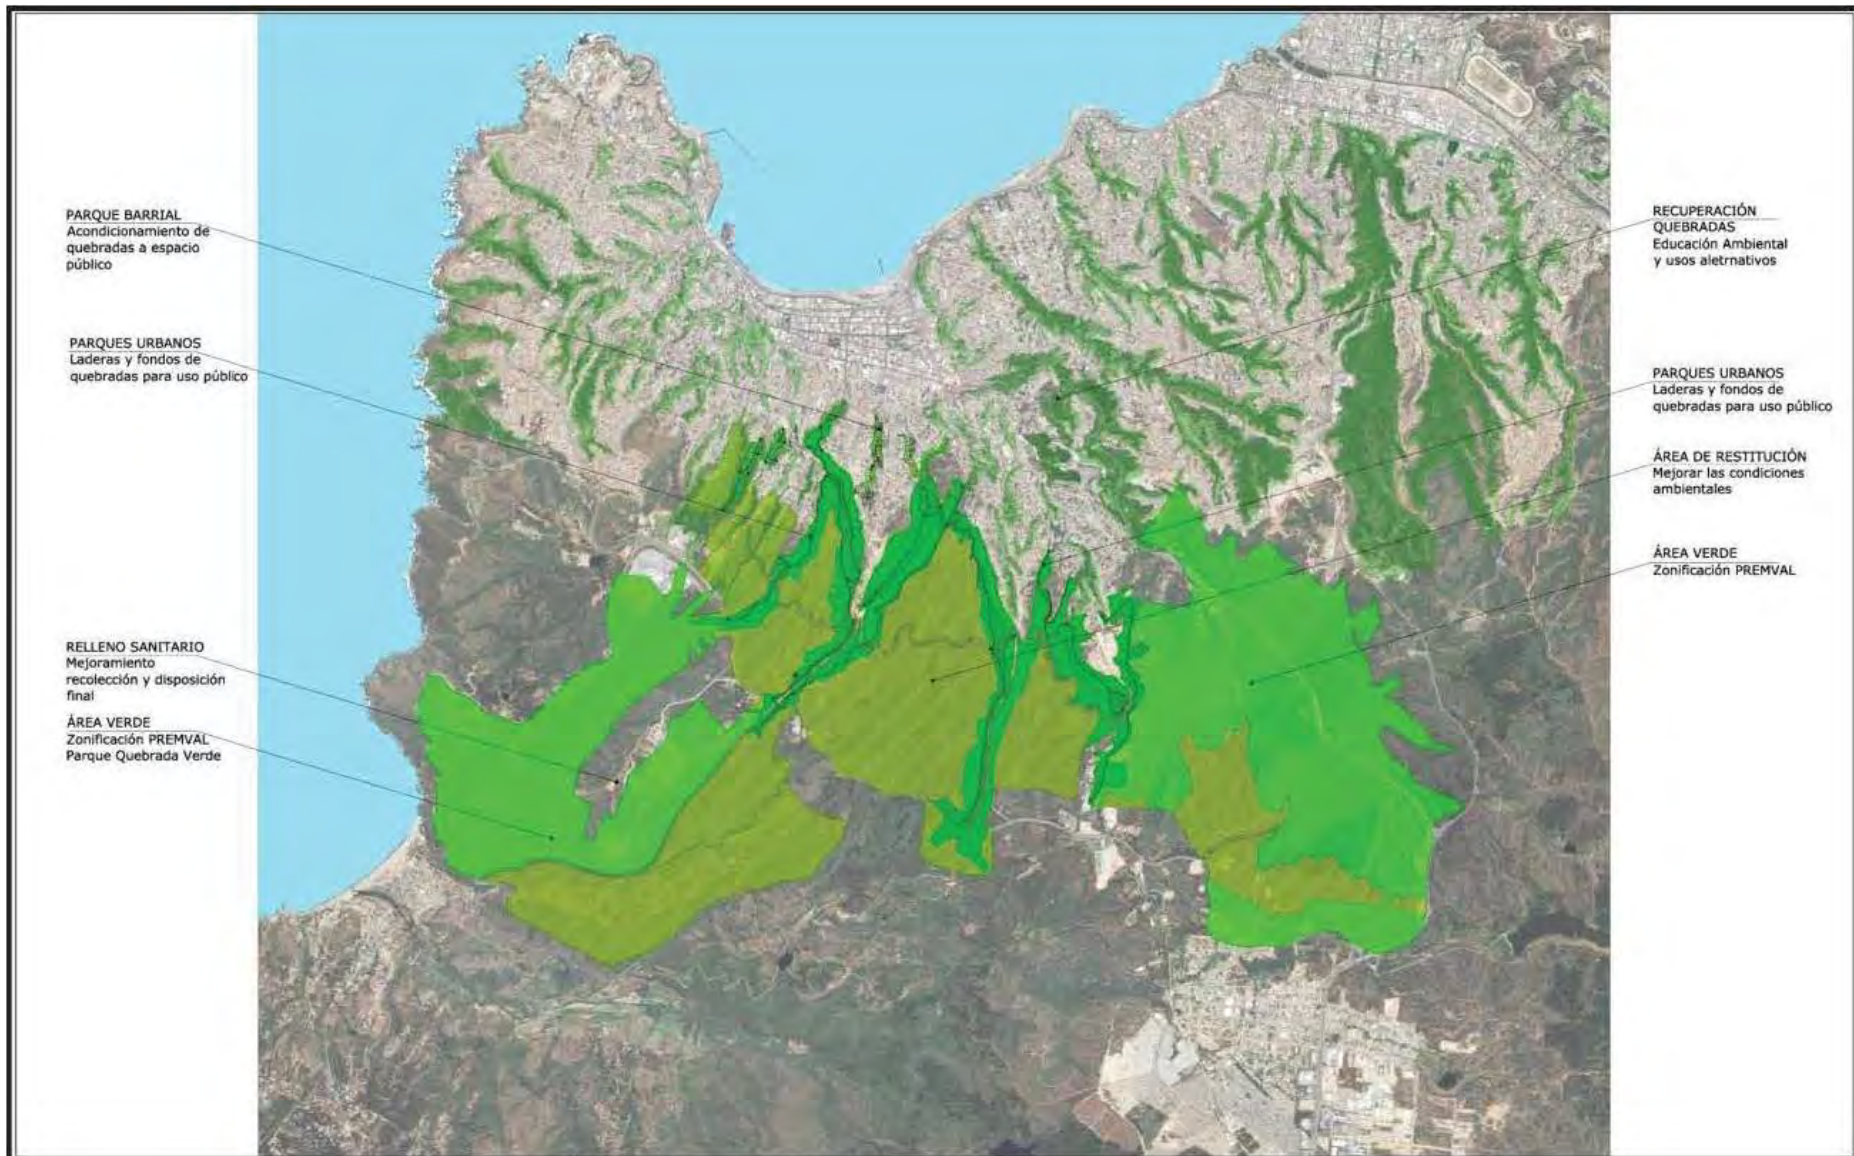 PARQUE BARRIAL
Acondicionamiento de
quebradas a espacio
público
PARQUES URBANOS
Laderas y fondos de
quebradas para uso público
RELLENO SANITARIO
Mejoramiento
recolección y disposición
final
ÁREA VERDE
Zonificación PREMVAL
Parque Quebrada Verde
RECUPERACIÓN
QUEBRADAS
Educación Ambiental
y usos aletrnativos
PARQUES URBANOS
Laderas y fondos de
quebradas para uso público
ÁREA DE RESTITUCIÓN
Mejorar las condiciones
ambientales
ÁREA VERDE
Zonificación PREMVAL